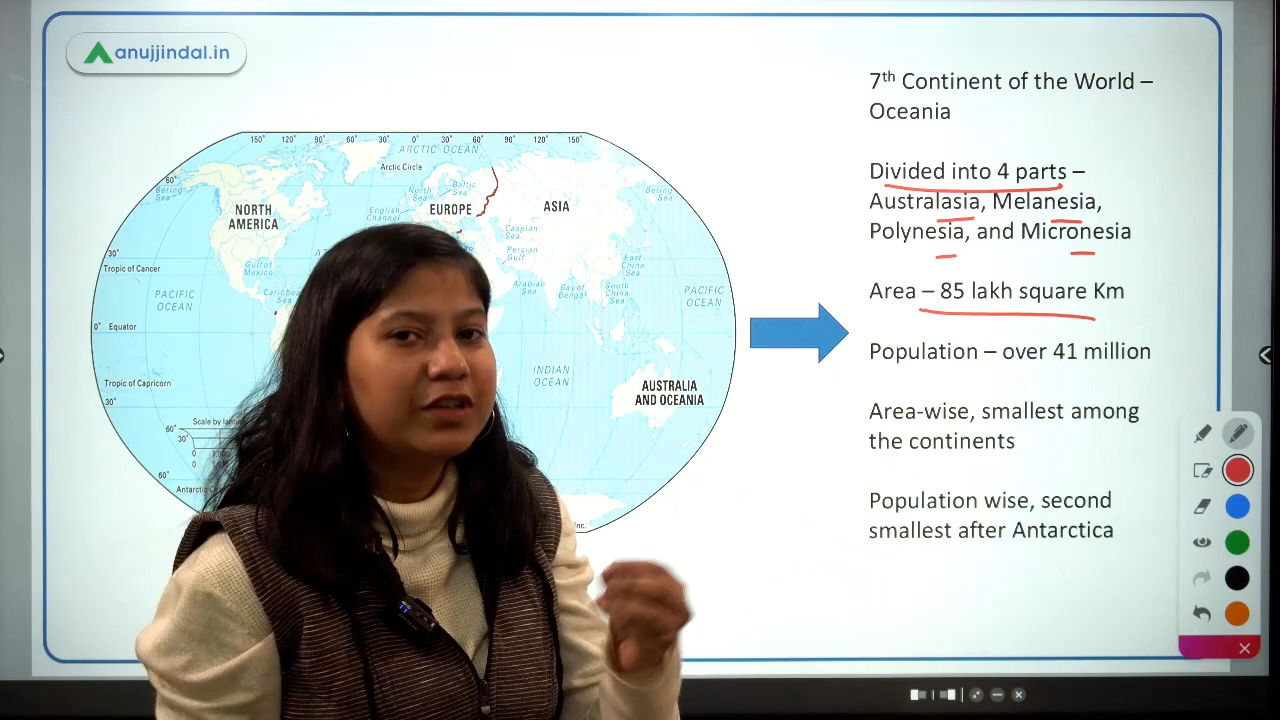 anujjindal.in
7th Continent of the World –
Oceania
Divided into 4 parts –
Australasia, Melanesia,
Polynesia, and Micronesia
Area – 85 lakh square Km
Population – over 41 million
Area-wise, smallest among
the continents
Population wise, second
smallest after Antarctica
150° 120° 90° 60° 30° 0° 30° 60° 90° 120° 150°
ARCTIC OCEAN
Arctic Circle
60°
Bering
Sea
North
Sea
Baltic
Sea
Bering
Sea
NORTH
AMERICA
English
Channel
EUROPE
ASIA
Caspian
Sea
30°
Tropic of Cancer
Gulf of
Mexico
Persian
Gulf
East
China
Sea
PACIFIC
OCEAN
Caribbean
Sea
Arabian
Sea
Bay of
Bengal
South
China
Sea
PACIFIC
OCEAN
0° Equator
INDIAN
OCEAN
Tropic of Capricorn
AUSTRALIA
AND OCEANIA
30°
Scale by
60°
30°
0
0
60°
Inc.